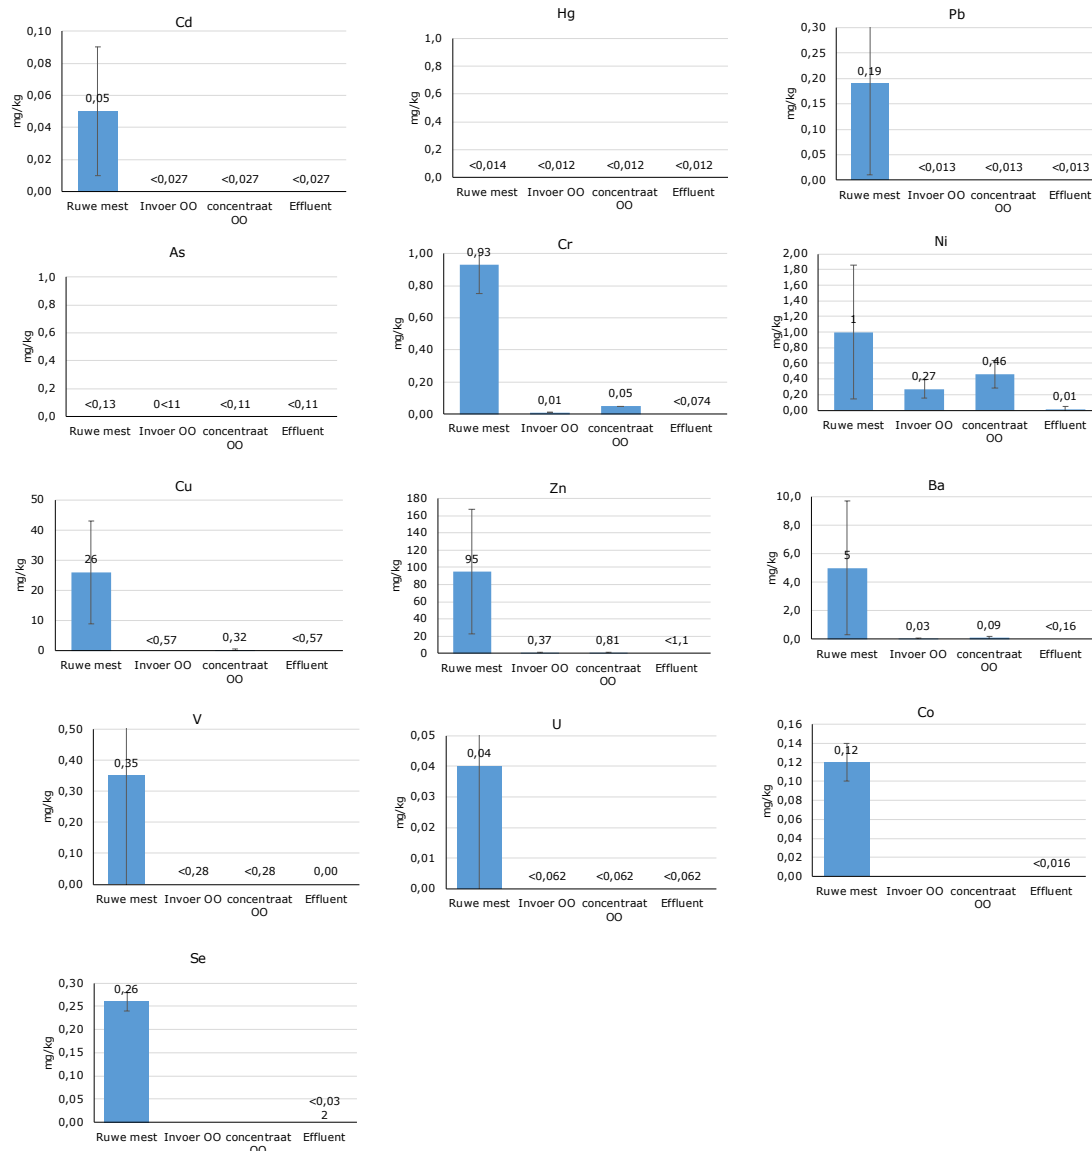 Cd
mg/kg
0,10
0,08
0,06
0,04
0,02
0,00
0,05
<0,027
<0,027
<0,027
Ruwe mest
Invoer OO
concentraat
OO
Effluent
Hg
mg/kg
1,0
0,8
0,6
0,4
0,2
0,0
<0,014
<0,012
<0,012
<0,012
Ruwe mest
Invoer OO
concentraat
OO
Effluent
Pb
mg/kg
0,30
0,25
0,20
0,15
0,10
0,05
0,00
0,19
<0,013
<0,013
<0,013
Ruwe mest
Invoer OO
concentraat
OO
Effluent
As
mg/kg
1,0
0,8
0,6
0,4
0,2
0,0
<0,13
0<11
<0,11
<0,11
Ruwe mest
Invoer OO
concentraat
OO
Effluent
Cr
mg/kg
1,00
0,80
0,60
0,40
0,20
0,00
0,93
0,01
0,05
<0,074
Ruwe mest
Invoer OO
concentraat
OO
Effluent
Ni
mg/kg
2,00
1,80
1,60
1,40
1,20
1,00
0,80
0,60
0,40
0,20
0,00
1
0,27
0,46
0,01
Ruwe mest
Invoer OO
concentraat
OO
Effluent
Cu
mg/kg
50
40
30
20
10
0
26
<0,57
0,32
<0,57
Ruwe mest
Invoer OO
concentraat
OO
Effluent
Zn
mg/kg
180
160
140
120
100
80
60
40
20
0
95
0,37
0,81
<1,1
Ruwe mest
Invoer OO
concentraat
OO
Effluent
Ba
mg/kg
10,0
8,0
6,0
4,0
2,0
0,0
5
0,03
0,09
<0,16
Ruwe mest
Invoer OO
concentraat
OO
Effluent
V
mg/kg
0,50
0,40
0,30
0,20
0,10
0,00
0,35
<0,28
<0,28
0,00
Ruwe mest
Invoer OO
concentraat
OO
Effluent
U
mg/kg
0,05
0,04
0,03
0,02
0,01
0,00
0,04
<0,062
<0,062
<0,062
Ruwe mest
Invoer OO
concentraat
OO
Effluent
Co
mg/kg
0,16
0,14
0,12
0,10
0,08
0,06
0,04
0,02
0,00
0,12
<0,016
Ruwe mest
Invoer OO
concentraat
OO
Effluent
Se
mg/kg
0,30
0,25
0,20
0,15
0,10
0,05
0,00
0,26
<0,03
2
Ruwe mest
Invoer OO
concentraat
OO
Effluent